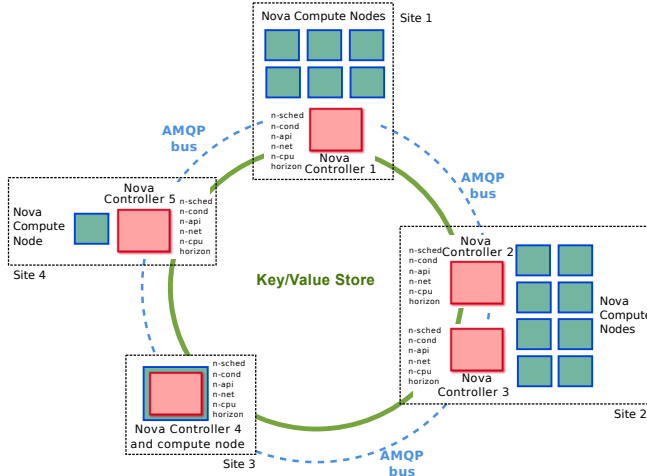 Nova Compute Nodes
Site 1
n-sched
n-cond
n-api
n-net
n-cpu
horizon
Nova
Controller 1
AMQP
bus
AMQP
bus
Nova
Controller 5
n-sched
n-cond
n-api
n-net
n-cpu
horizon
Nova
Compute
Node
Site 4
Key/Value Store
Nova
Controller 2
n-sched
n-cond
n-api
n-net
n-cpu
horizon
n-sched
n-cond
n-api
n-net
n-cpu
horizon
Nova
Controller 3
Nova
Compute
Nodes
Site 2
n-sched
n-cond
n-api
n-net
n-cpu
horizon
Nova Controller 4
and compute node
Site 3
AMQP
bus